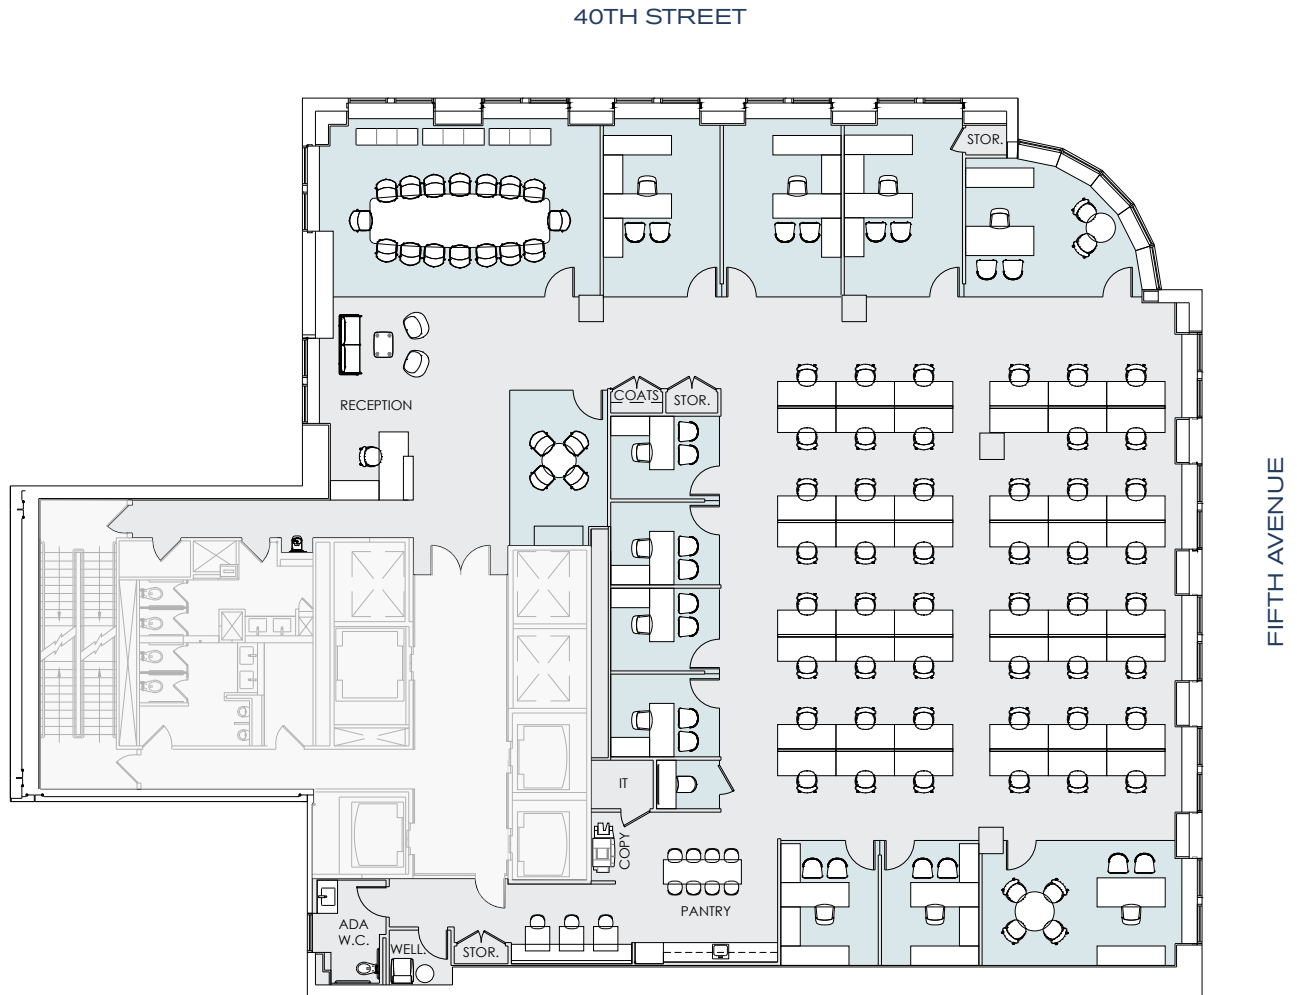 40TH STREET
STOR.
COATS
STOR.
RECEPTION
FIFTH AVENUE
IT
COPY
PANTRY
ADA
W.C.
WELL.
STOR.